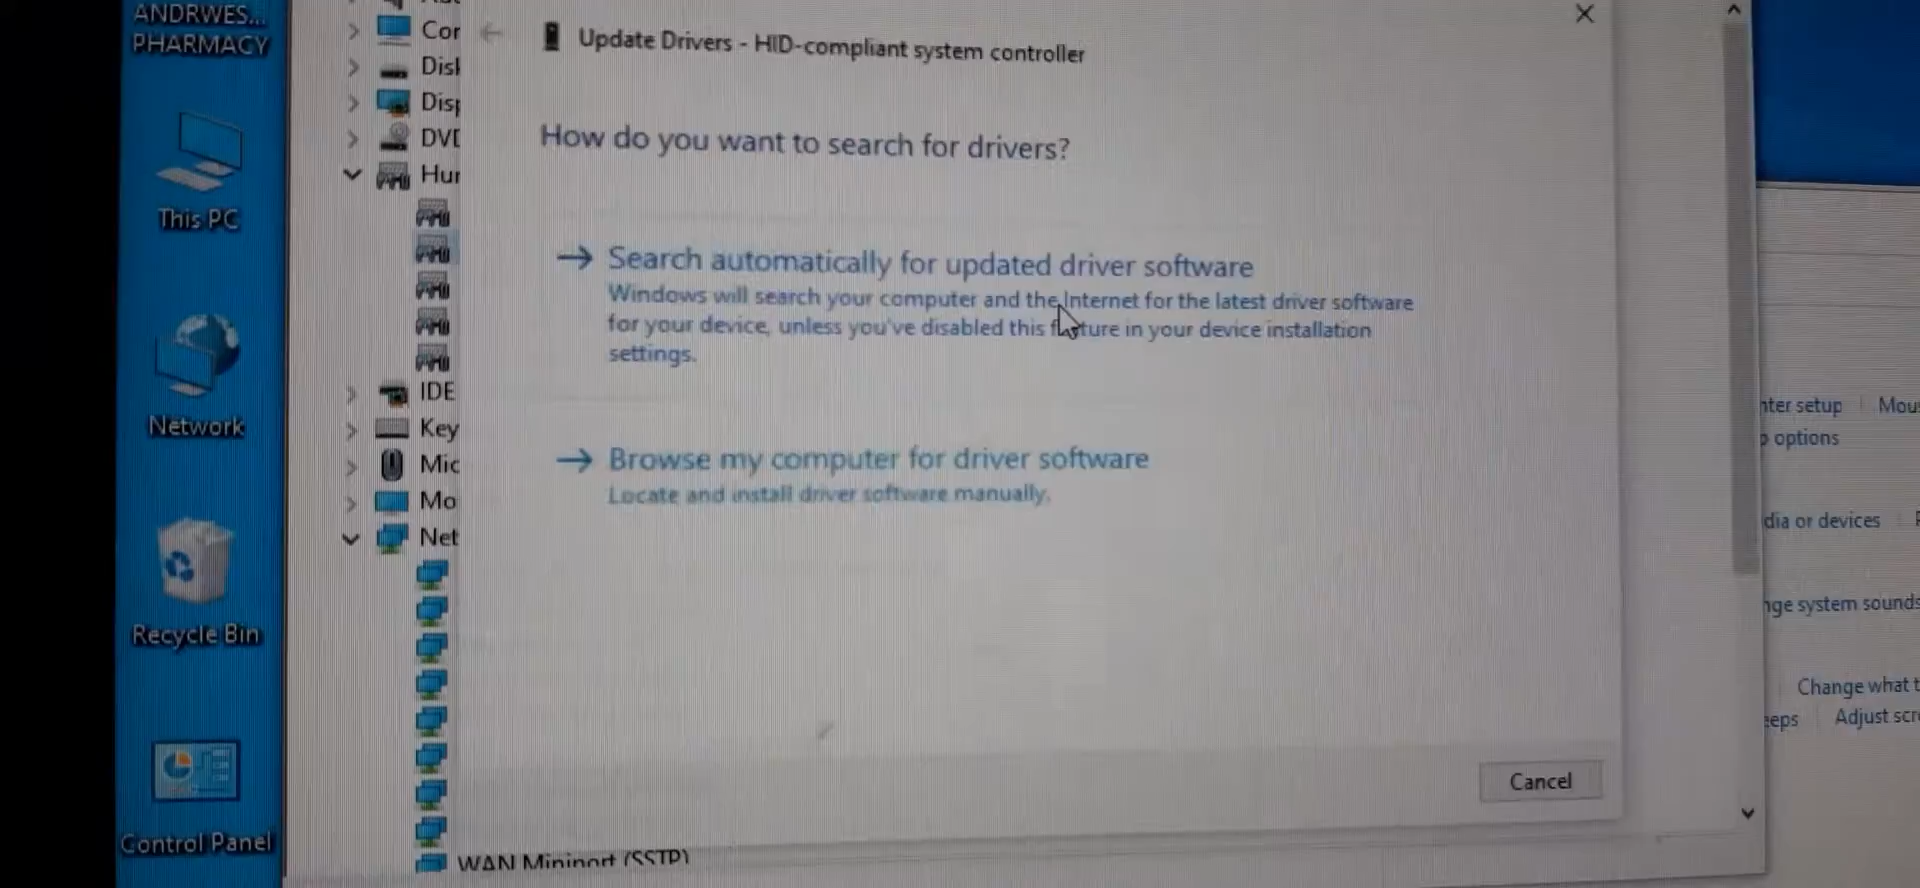 ANDRWES...
PHARMACY
This PC
Network
Recycle Bin
Control Panel
Cor
Disk
Disp
DVD
Hur
IDE
Key
Mic
Mo
Net
WAN Miniport (SSTP)
Update Drivers - HID-compliant system controller
How do you want to search for drivers?
Search automatically for updated driver software
Windows will search your computer and the Internet for the latest driver software
for your device, unless you've disabled this feature in your device installation
settings.
Browse my computer for driver software
Locate and install driver software manually.
Cancel
nter setup Mous
p options
dia or devices
nge system sounds
Change what t
eeps Adjust scre